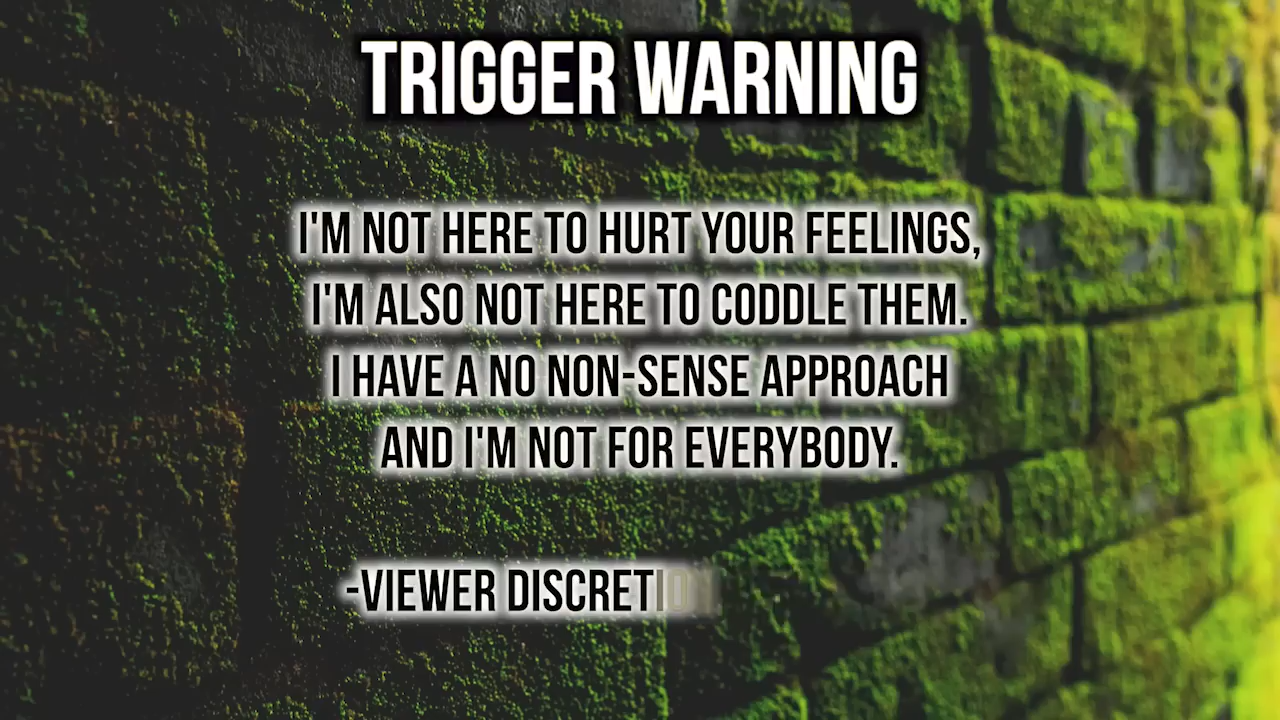 TRIGGER WARNING
I'M NOT HERE TO HURT YOUR FEELINGS,
I'M ALSO NOT HERE TO CODDLE THEM.
I HAVE A NO NON-SENSE APPROACH
AND I'M NOT FOR EVERYBODY.
-VIEWER DISCRETION